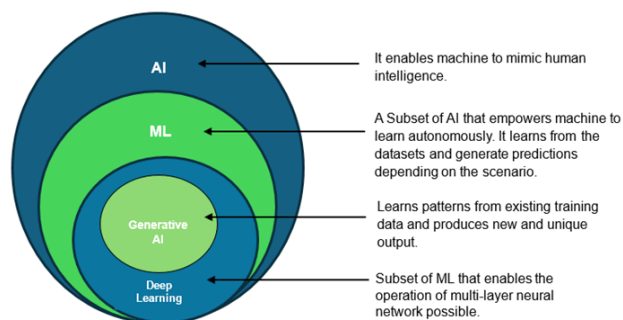 AI
It enables machine to mimic human
intelligence.
ML
A Subset of AI that empowers machine to
learn autonomously. It learns from the
datasets and generate predictions
depending on the scenario.
Generative
AI
Learns patterns from existing training
data and produces new and unique
output.
Deep
Learning
Subset of ML that enables the
operation of multi-layer neural
network possible.